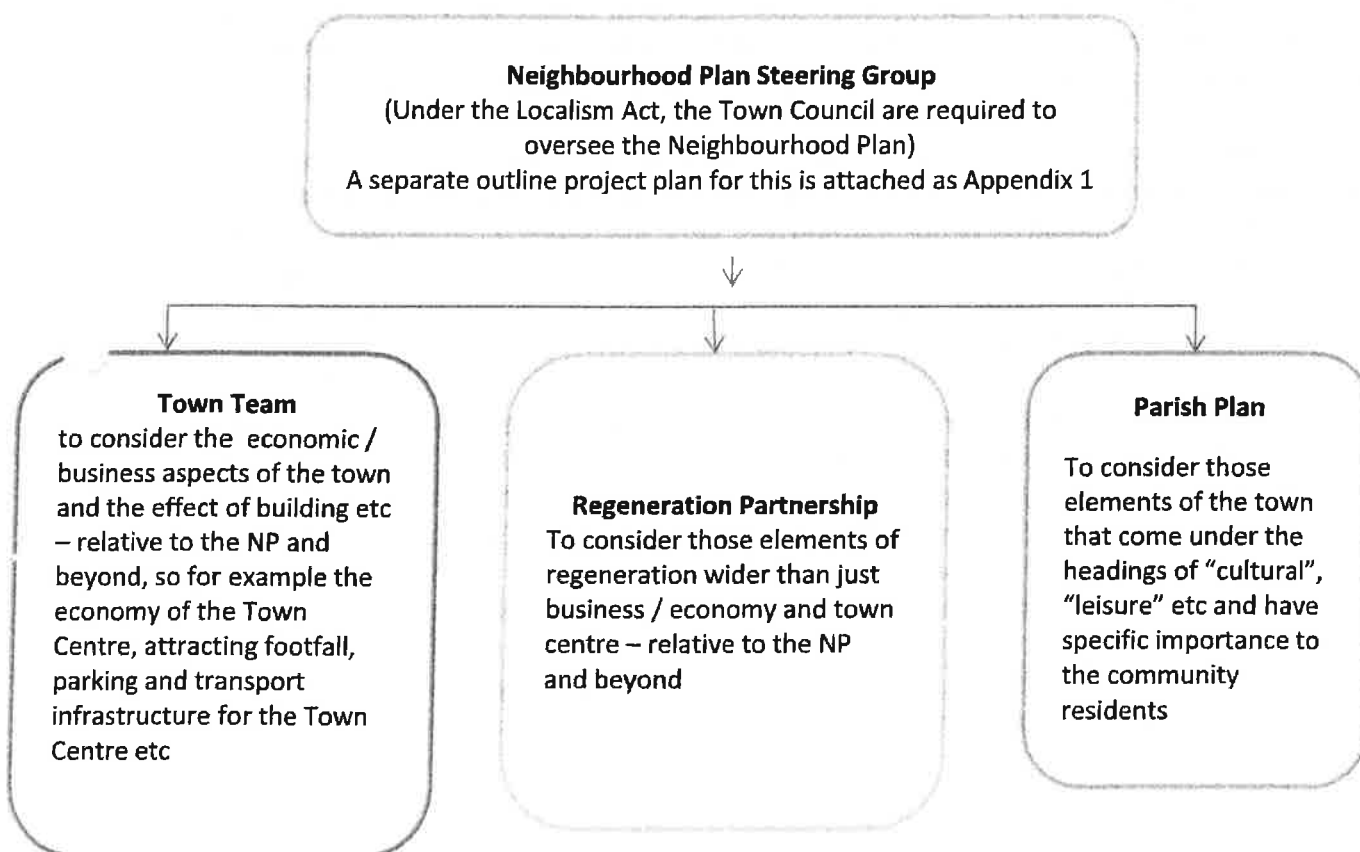 Neighbourhood Plan Steering Group
(Under the Localism Act, the Town Council are required to
oversee the Neighbourhood Plan)
A separate outline project plan for this is attached as Appendix 1
Town Team
to consider the economic /
business aspects of the town
and the effect of building etc
– relative to the NP and
beyond, so for example the
economy of the Town
Centre, attracting footfall,
parking and transport
infrastructure for the Town
Centre etc
Regeneration Partnership
To consider those elements of
regeneration wider than just
business / economy and town
centre – relative to the NP
and beyond
Parish Plan
To consider those
elements of the town
that come under the
headings of “cultural”,
“leisure” etc and have
specific importance to
the community
residents